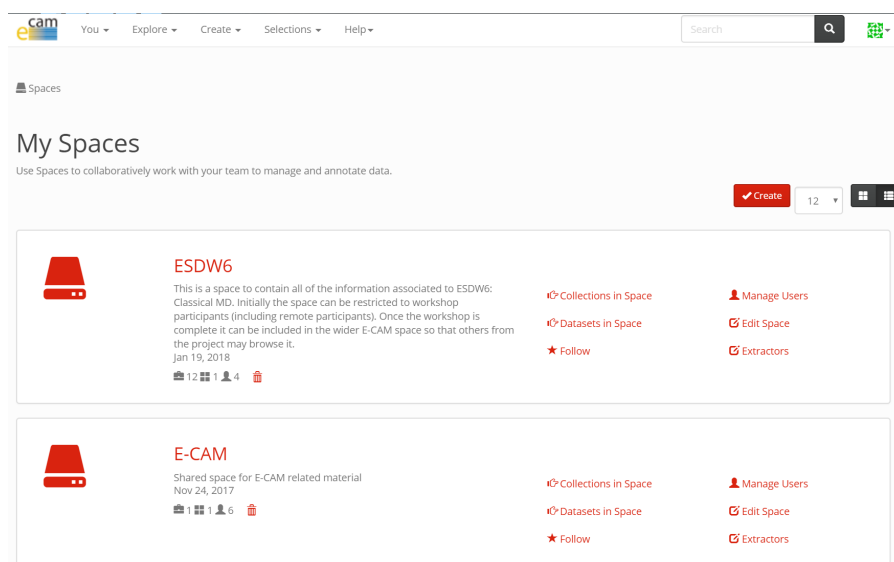 e cam
You Explore Create Selections Help Search
Spaces
My Spaces
Use Spaces to collaboratively work with your team to manage and annotate data.
Create 12
ESDW6
This is a space to contain all of the information associated to ESDW6:
Classical MD. Initially the space can be restricted to workshop
participants (including remote participants). Once the workshop is
complete it can be included in the wider E-CAM space so that others from
the project may browse it.
Jan 19, 2018
12 1 4
Collections in Space
Datasets in Space
Follow
Manage Users
Edit Space
Extractors
E-CAM
Shared space for E-CAM related material
Nov 24, 2017
1 1 6
Collections in Space
Datasets in Space
Follow
Manage Users
Edit Space
Extractors